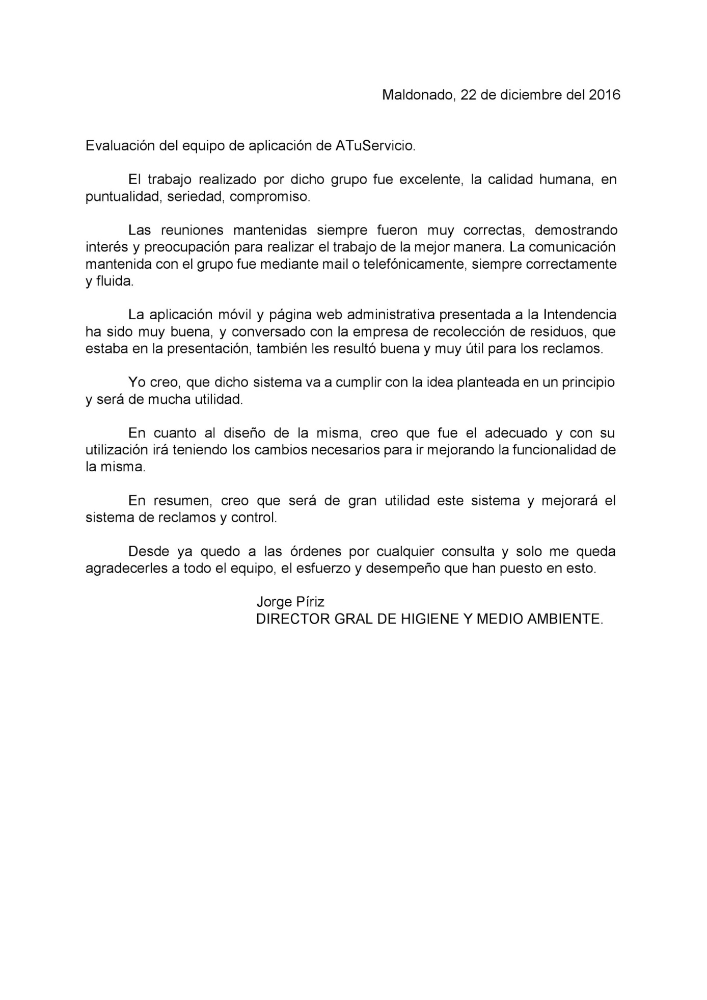 Maldonado, 22 de diciembre del 2016
Evaluación del equipo de aplicación de ATuServicio.
El trabajo realizado por dicho grupo fue excelente, la calidad humana, en
puntualidad, seriedad, compromiso.
Las reuniones mantenidas siempre fueron muy correctas, demostrando
interés y preocupación para realizar el trabajo de la mejor manera. La comunicación
mantenida con el grupo fue mediante mail o telefónicamente, siempre correctamente
y fluida.
La aplicación móvil y página web administrativa presentada a la Intendencia
ha sido muy buena, y conversado con la empresa de recolección de residuos, que
estaba en la presentación, también les resultó buena y muy útil para los reclamos.
Yo creo, que dicho sistema va a cumplir con la idea planteada en un principio
y será de mucha utilidad.
En cuanto al diseño de la misma, creo que fue el adecuado y con su
utilización irá teniendo los cambios necesarios para ir mejorando la funcionalidad de
la misma.
En resumen, creo que será de gran utilidad este sistema y mejorará el
sistema de reclamos y control.
Desde ya quedo a las órdenes por cualquier consulta y solo me queda
agradecerles a todo el equipo, el esfuerzo y desempeño que han puesto en esto.
Jorge Píriz
DIRECTOR GRAL DE HIGIENE Y MEDIO AMBIENTE.